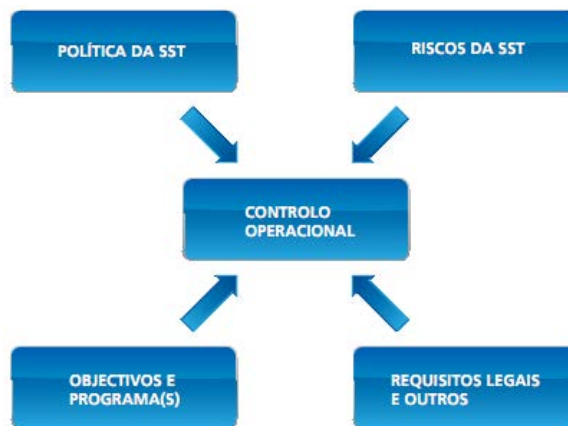 POLÍTICA DA SST
RISCOS DA SST
CONTROLO
OPERACIONAL
OBJECTIVOS E
PROGRAMA(S)
REQUISITOS LEGAIS
E OUTROS